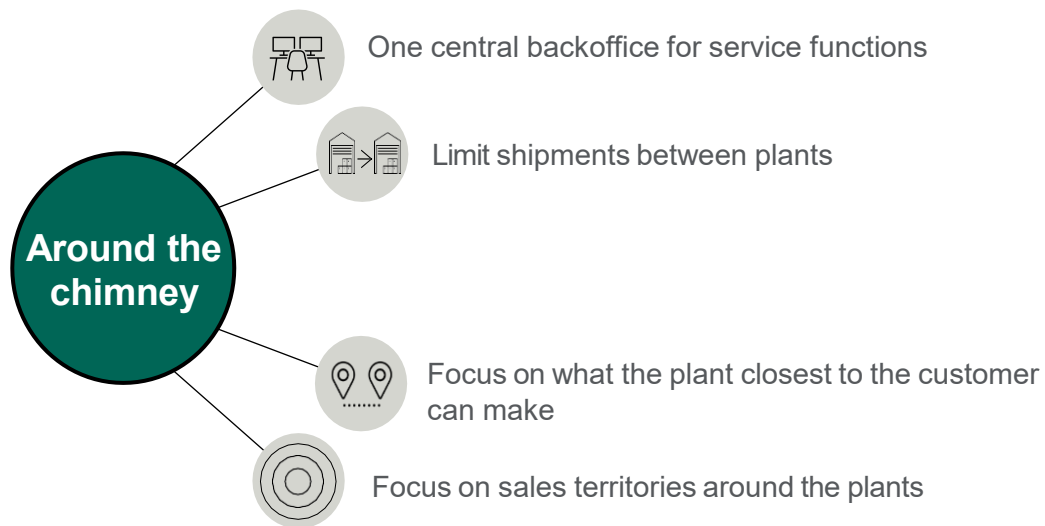 One central backoffice for service functions
Limit shipments between plants
Around the
chimney
Focus on what the plant closest to the customer
can make
Focus on sales territories around the plants